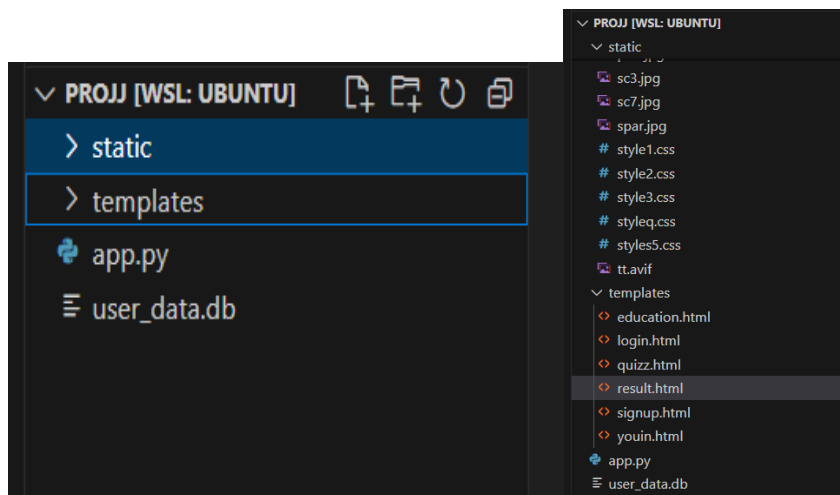 PROJJ [WSL: UBUNTU]
static
templates
app.py
user_data.db
PROJJ [WSL: UBUNTU]
static
sc3.jpg
sc7.jpg
spar.jpg
# style1.css
# style2.css
# style3.css
# styleq.css
# styles5.css
tt.avif
templates
<> education.html
<> login.html
<> quizz.html
<> result.html
<> signup.html
<> youin.html
app.py
user_data.db